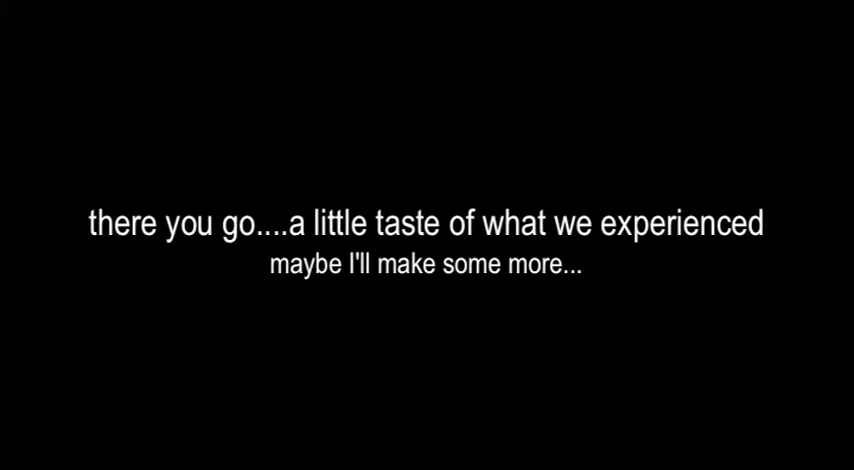 there you go....a little taste of what we experienced
maybe I'll make some more...